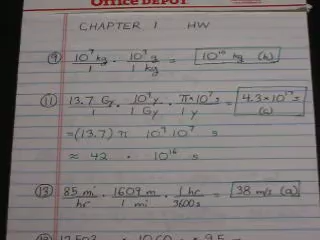 OFFICE DEPOT
CHAPTER 1 HW
⑨ 10⁷ kg/1 · 10³ g/1 kg = 10¹⁰ kg (b)
⑪ 13.7 Gy/1 · 10⁹ y/1 Gy · π×10⁷ s/1 y = 4.3×10¹⁷ s (c)
=(13.7) π 10⁹ 10⁷ s
≈ 42 · 10¹⁶ s
⑬ 85 mi/hr · 1609 m/1 mi · 1 hr/3600 s = 38 m/s (a)